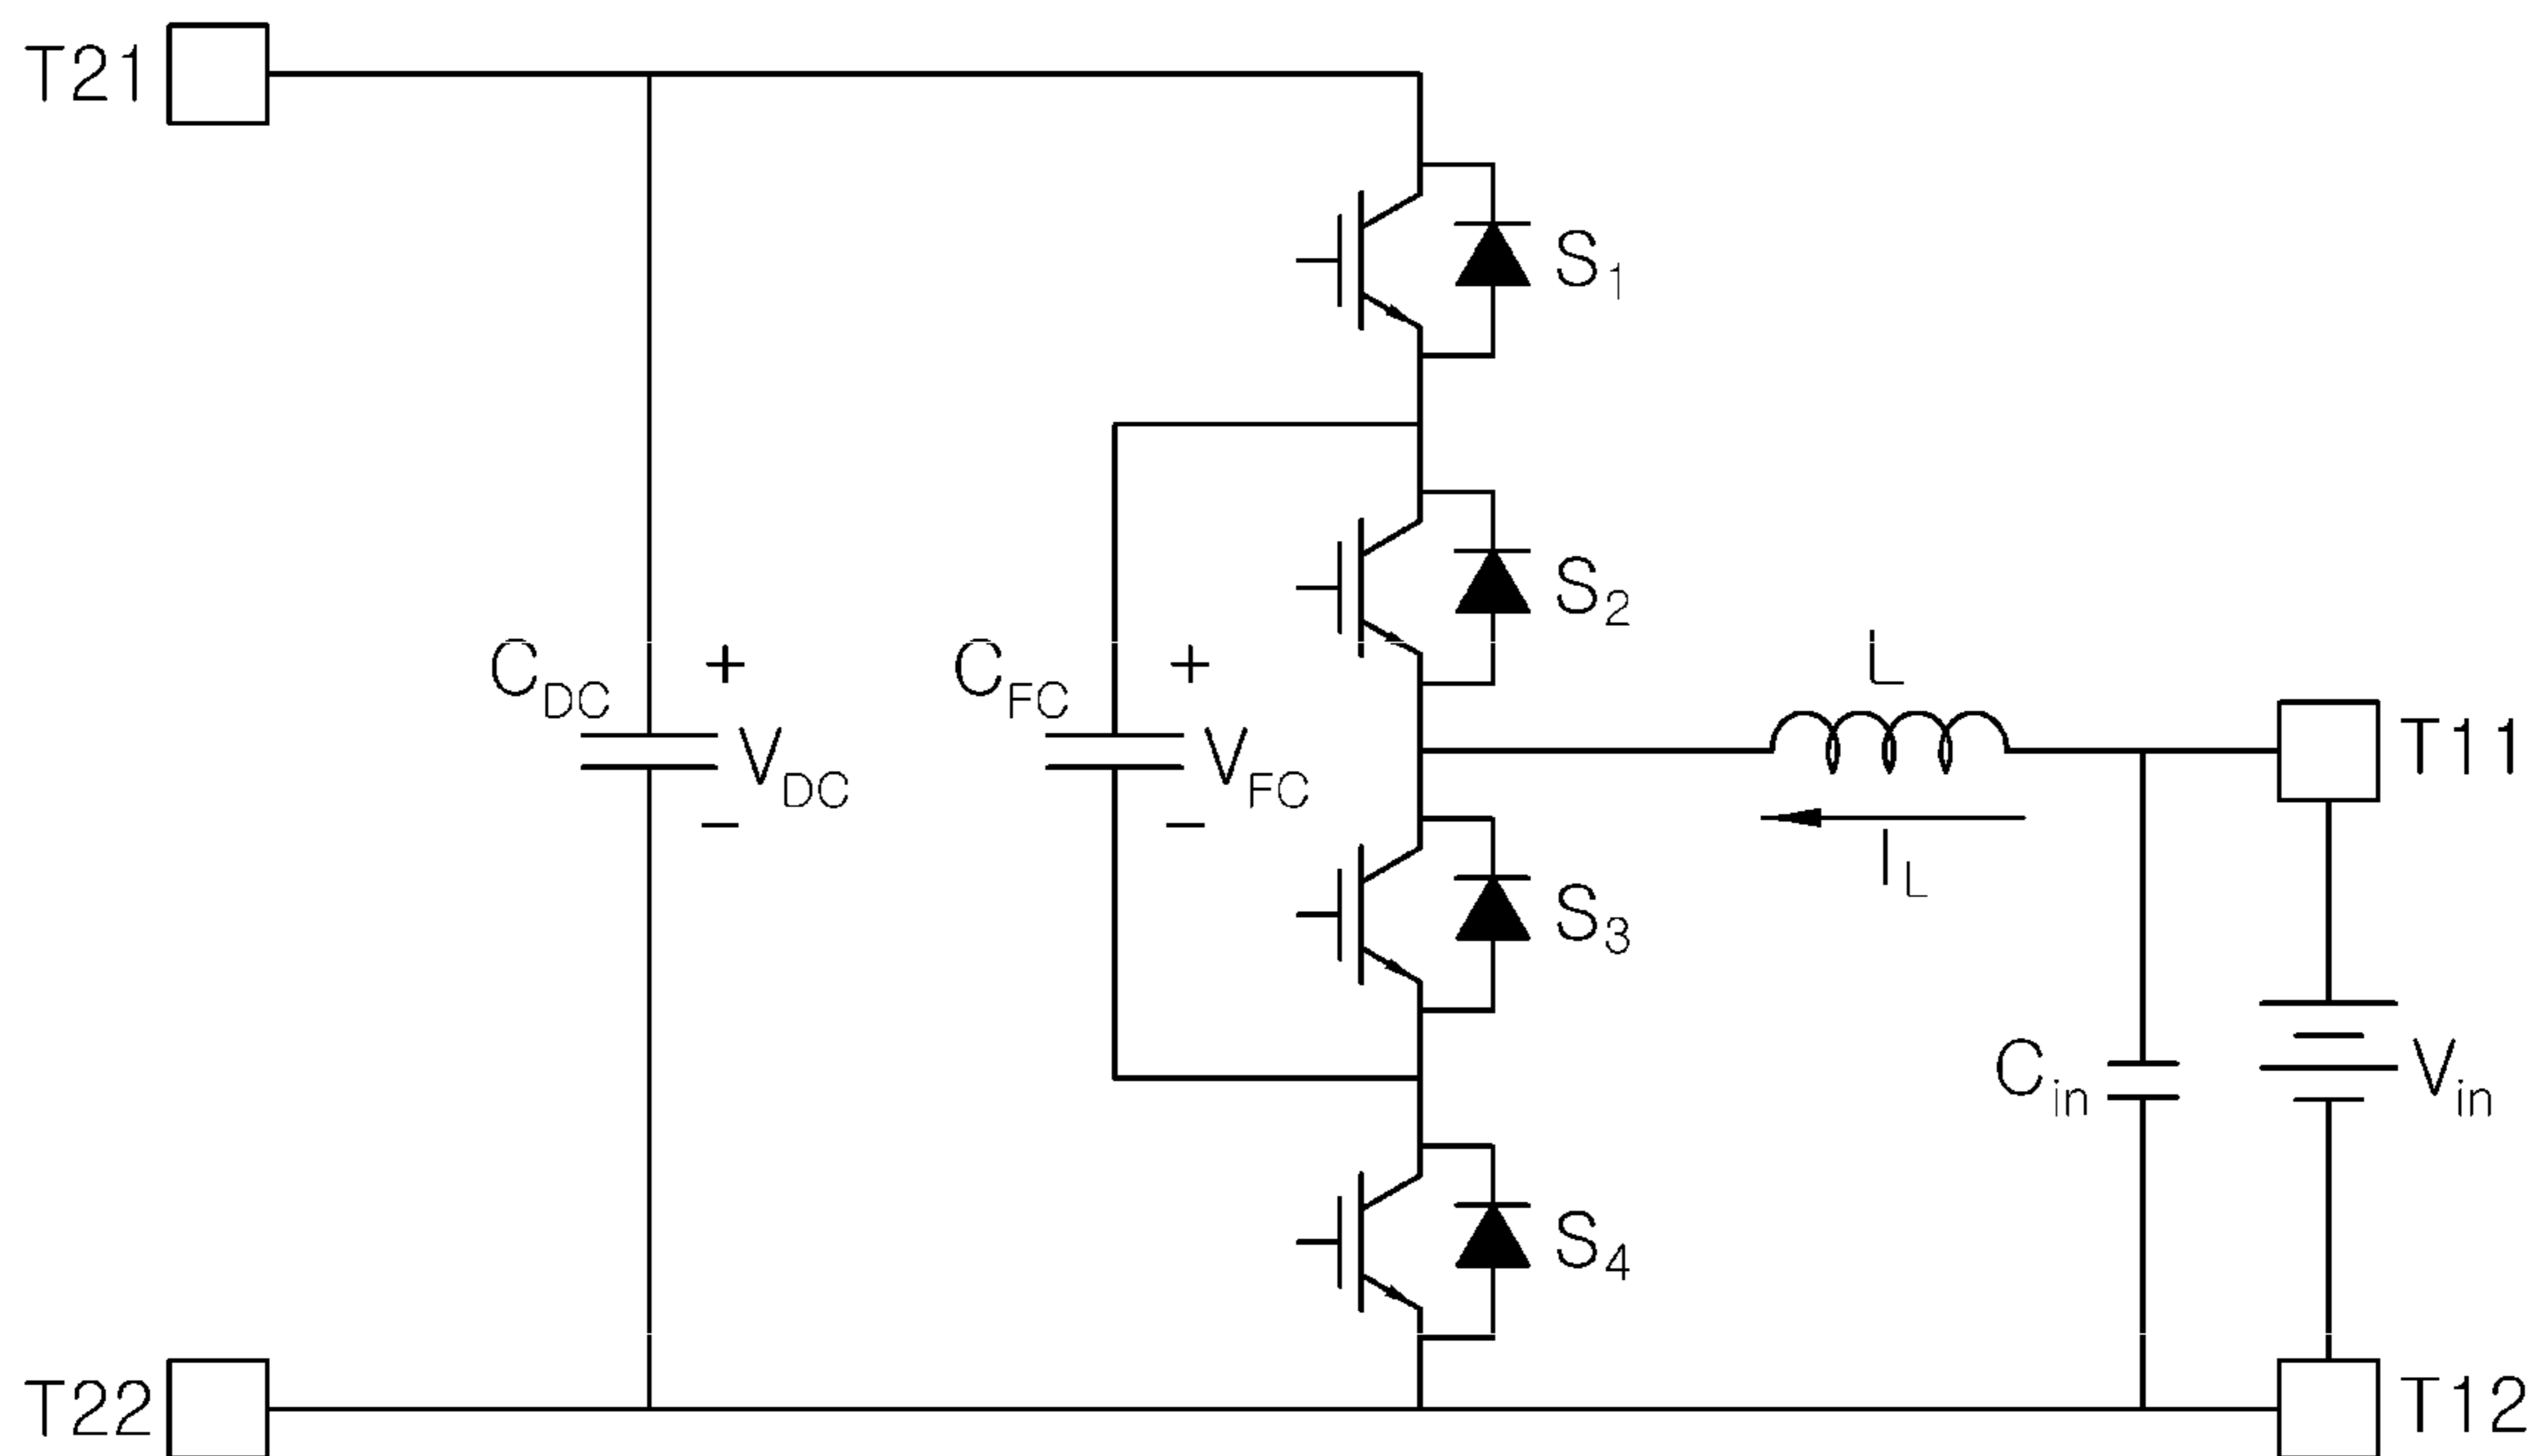 T21
S1
S2
CDC
+
VDC
−
CFC
+
VFC
−
L
IL
T11
S3
Cin
Vin
S4
T22
T12